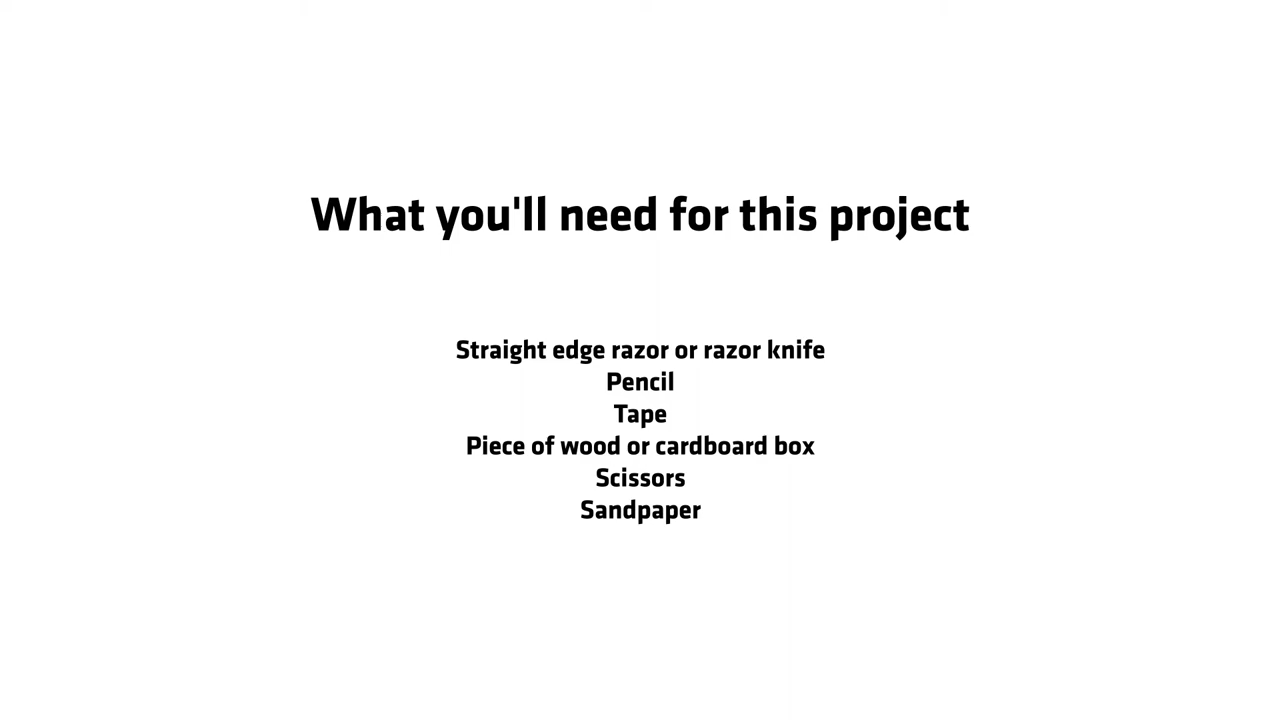 What you'll need for this project
Straight edge razor or razor knife
Pencil
Tape
Piece of wood or cardboard box
Scissors
Sandpaper